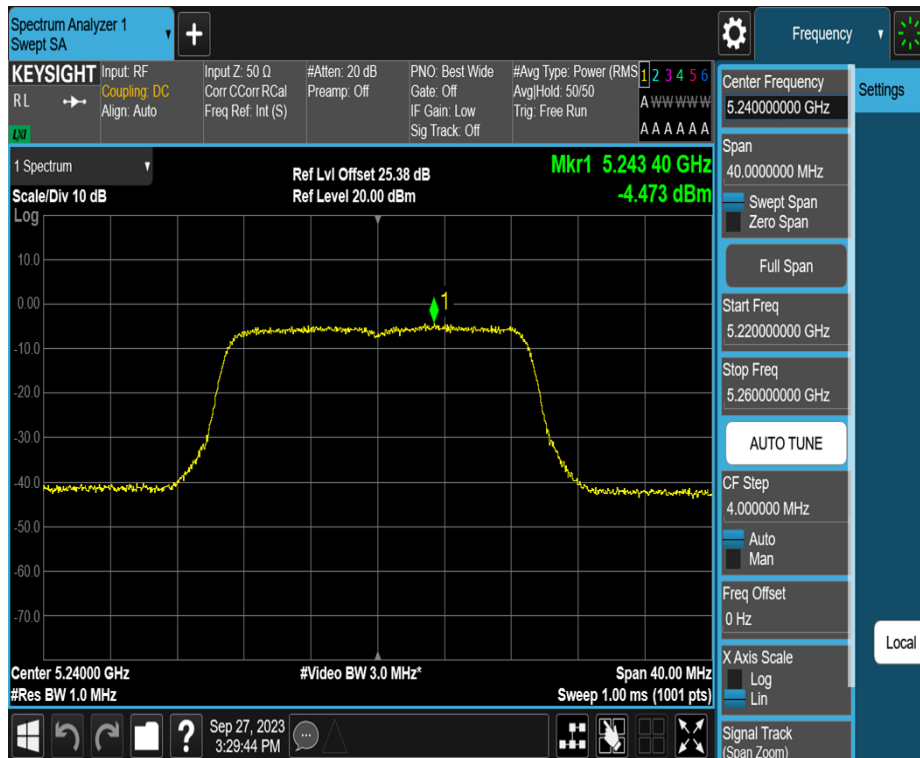 Spectrum Analyzer 1
Swept SA
+
Frequency
KEYSIGHT
RL
LXI
Input: RF
Coupling: DC
Align: Auto
Input Z: 50 Ω
Corr CCorr RCal
Freq Ref: Int (S)
#Atten: 20 dB
Preamp: Off
PNO: Best Wide
Gate: Off
IF Gain: Low
Sig Track: Off
#Avg Type: Power (RMS
Avg|Hold: 50/50
Trig: Free Run
1 2 3 4 5 6
A W W W W W
A A A A A A
1 Spectrum
Scale/Div 10 dB
Log
Ref Lvl Offset 25.38 dB
Ref Level 20.00 dBm
Mkr1 5.243 40 GHz
-4.473 dBm
10.0
0.00
-10.0
-20.0
-30.0
-40.0
-50.0
-60.0
-70.0
1
Center 5.24000 GHz
#Res BW 1.0 MHz
#Video BW 3.0 MHz*
Span 40.00 MHz
Sweep 1.00 ms (1001 pts)
?
Sep 27, 2023
3:29:44 PM
Center Frequency
5.240000000 GHz
Span
40.0000000 MHz
Swept Span
Zero Span
Full Span
Start Freq
5.220000000 GHz
Stop Freq
5.260000000 GHz
AUTO TUNE
CF Step
4.000000 MHz
Auto
Man
Freq Offset
0 Hz
X Axis Scale
Log
Lin
Signal Track
(Span Zoom)
Settings
Local